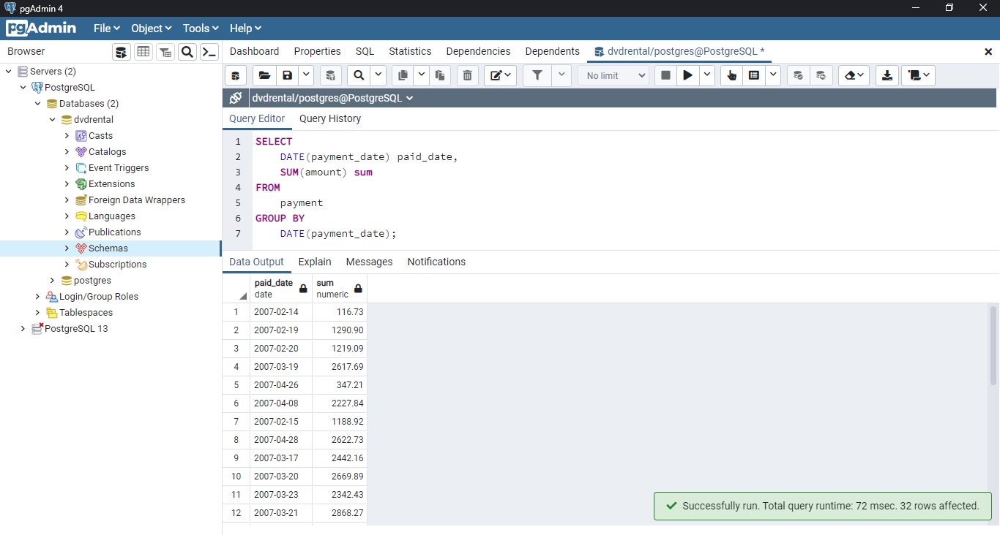 pgAdmin 4
pgAdmin File Object Tools Help
Browser
Dashboard Properties SQL Statistics Dependencies Dependents dvdrental/postgres@PostgreSQL *
Servers (2)
PostgreSQL
Databases (2)
dvdrental
Casts
Catalogs
Event Triggers
Extensions
Foreign Data Wrappers
Languages
Publications
Schemas
Subscriptions
postgres
Login/Group Roles
Tablespaces
PostgreSQL 13
No limit
dvdrental/postgres@PostgreSQL
Query Editor Query History
1 SELECT
2 DATE(payment_date) paid_date,
3 SUM(amount) sum
4 FROM
5 payment
6 GROUP BY
7 DATE(payment_date);
Data Output Explain Messages Notifications
paid_date sum
date numeric
1 2007-02-14 116.73
2 2007-02-19 1290.90
3 2007-02-20 1219.09
4 2007-03-19 2617.69
5 2007-04-26 347.21
6 2007-04-08 2227.84
7 2007-02-15 1188.92
8 2007-04-28 2622.73
9 2007-03-17 2442.16
10 2007-03-20 2669.89
11 2007-03-23 2342.43
12 2007-03-21 2868.27
Successfully run. Total query runtime: 72 msec. 32 rows affected.